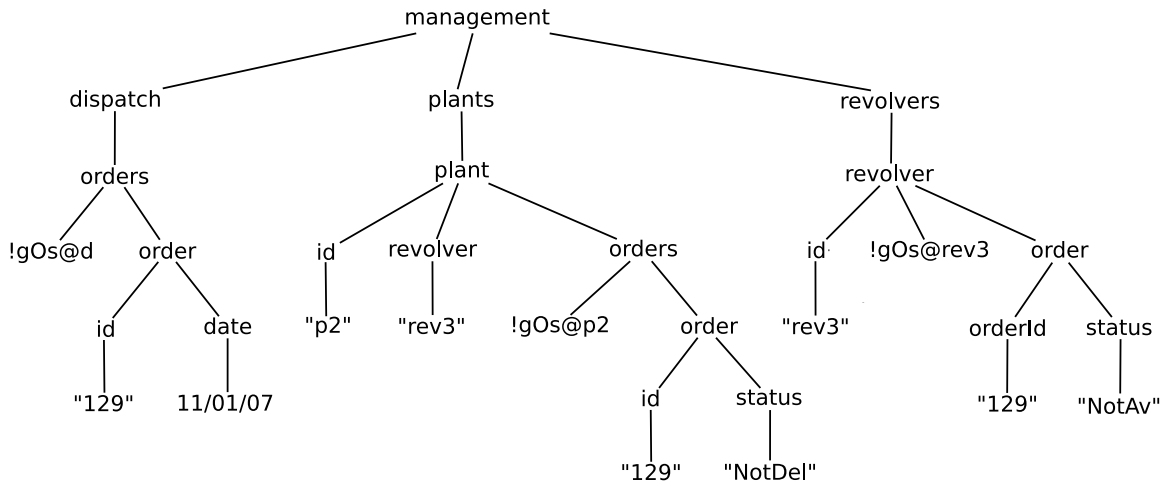 management
dispatch plants revolvers
orders plant revolver
!gOs@d order id revolver orders id !gOs@rev3 order
id date "p2" "rev3" !gOs@p2 order "rev3" orderId status
"129" 11/01/07 id status "129" "NotAv"
"129" "NotDel"